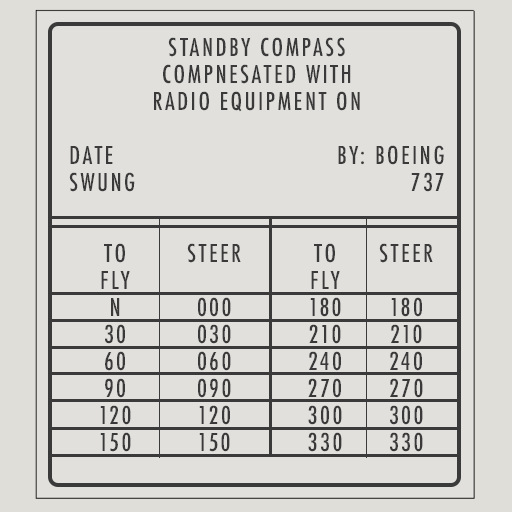 STANDBY COMPASS
COMPNESATED WITH
RADIO EQUIPMENT ON
DATE BY: BOEING
SWUNG 737
TO STEER TO STEER
FLY FLY
N 000 180 180
30 030 210 210
60 060 240 240
90 090 270 270
120 120 300 300
150 150 330 330